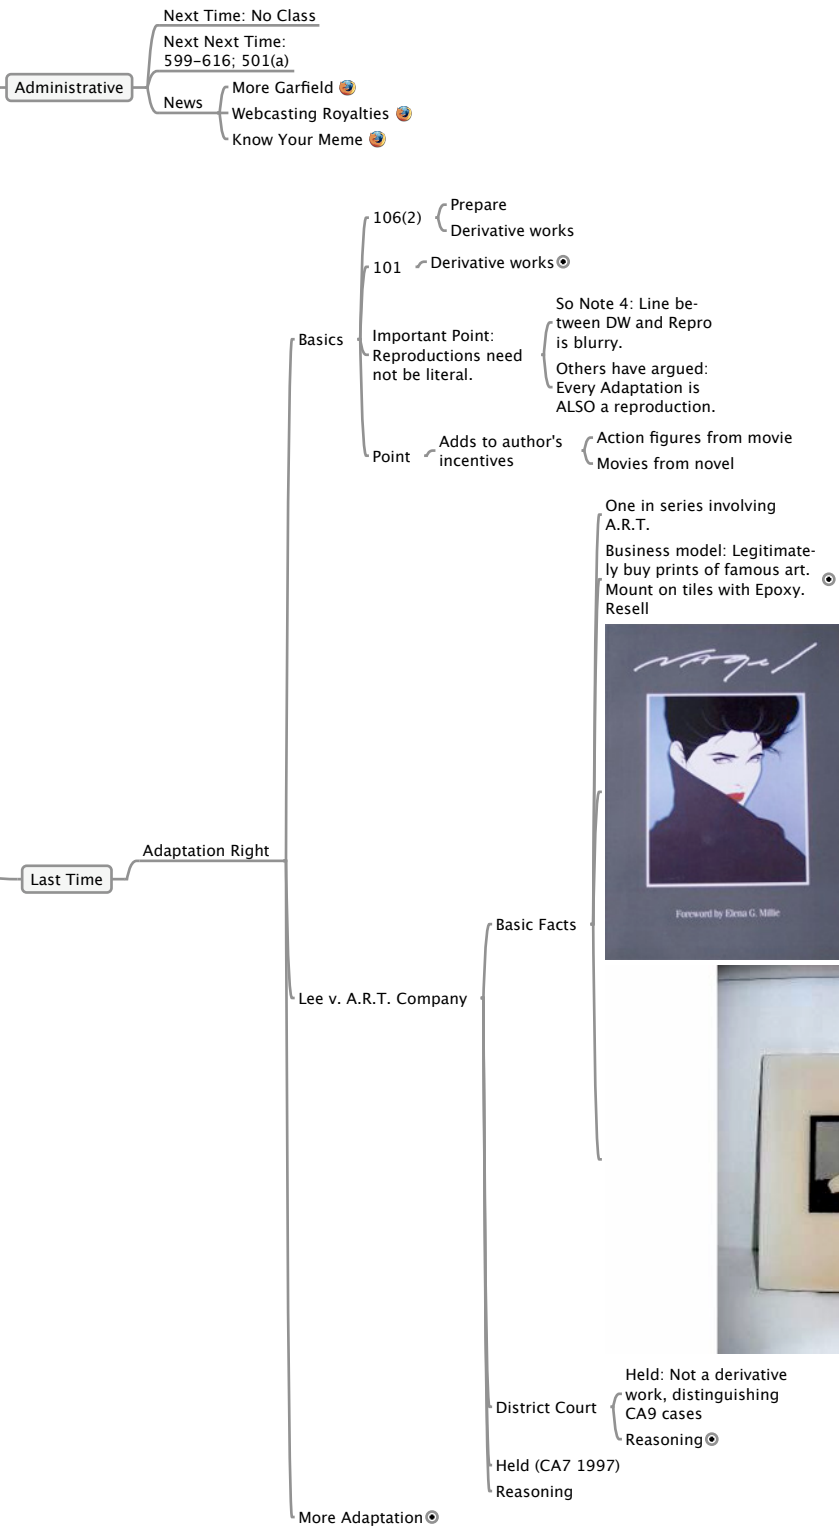 Next Time: No Class
Next Next Time:
599–616; 501(a)
Administrative
News
More Garfield
Webcasting Royalties
Know Your Meme
106(2)
Prepare
Derivative works
101
Derivative works
Basics
Important Point:
Reproductions need
not be literal.
So Note 4: Line be-
tween DW and Repro
is blurry.
Others have argued:
Every Adaptation is
ALSO a reproduction.
Point
Adds to author's
incentives
Action figures from movie
Movies from novel
One in series involving
A.R.T.
Business model: Legitimate-
ly buy prints of famous art.
Mount on tiles with Epoxy.
Resell
NAGEL
Foreword by Elena G. Millie
Last Time
Adaptation Right
Basic Facts
Lee v. A.R.T. Company
District Court
Held: Not a derivative
work, distinguishing
CA9 cases
Reasoning
Held (CA7 1997)
Reasoning
More Adaptation